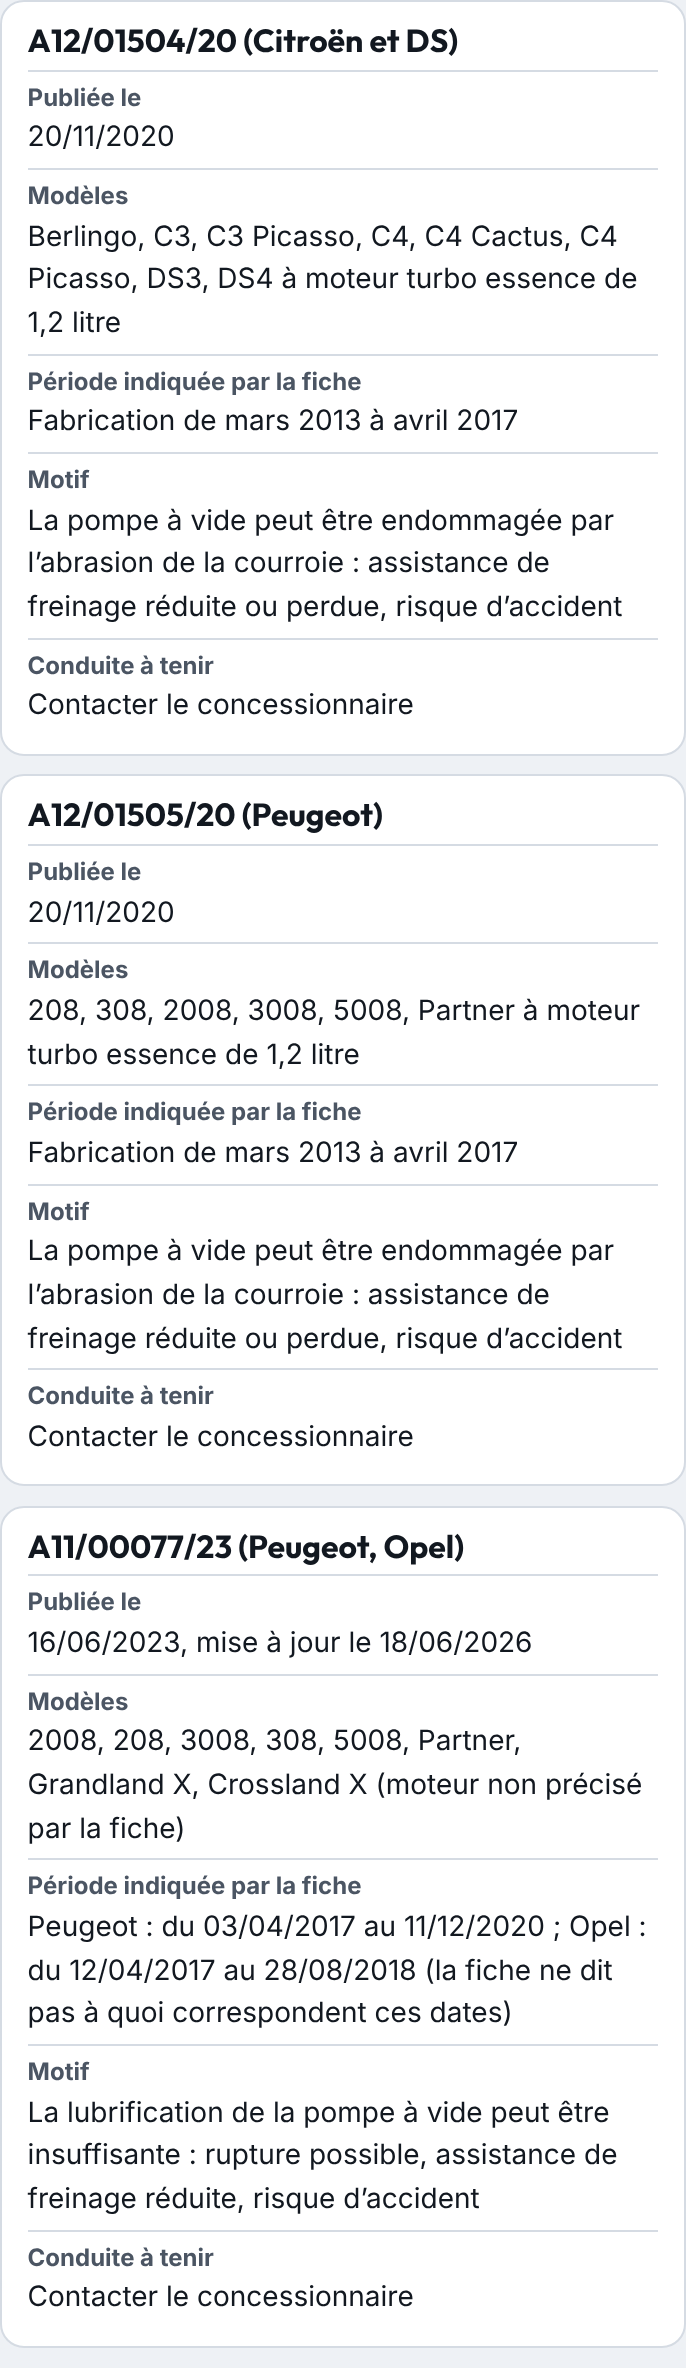 A12/01504/20 (Citroën et DS)
Publiée le
20/11/2020
Modèles
Berlingo, C3, C3 Picasso, C4, C4 Cactus, C4
Picasso, DS3, DS4 à moteur turbo essence de
1,2 litre
Période indiquée par la fiche
Fabrication de mars 2013 à avril 2017
Motif
La pompe à vide peut être endommagée par
l’abrasion de la courroie : assistance de
freinage réduite ou perdue, risque d’accident
Conduite à tenir
Contacter le concessionnaire
A12/01505/20 (Peugeot)
Publiée le
20/11/2020
Modèles
208, 308, 2008, 3008, 5008, Partner à moteur
turbo essence de 1,2 litre
Période indiquée par la fiche
Fabrication de mars 2013 à avril 2017
Motif
La pompe à vide peut être endommagée par
l’abrasion de la courroie : assistance de
freinage réduite ou perdue, risque d’accident
Conduite à tenir
Contacter le concessionnaire
A11/00077/23 (Peugeot, Opel)
Publiée le
16/06/2023, mise à jour le 18/06/2026
Modèles
2008, 208, 3008, 308, 5008, Partner,
Grandland X, Crossland X (moteur non précisé
par la fiche)
Période indiquée par la fiche
Peugeot : du 03/04/2017 au 11/12/2020 ; Opel :
du 12/04/2017 au 28/08/2018 (la fiche ne dit
pas à quoi correspondent ces dates)
Motif
La lubrification de la pompe à vide peut être
insuffisante : rupture possible, assistance de
freinage réduite, risque d’accident
Conduite à tenir
Contacter le concessionnaire